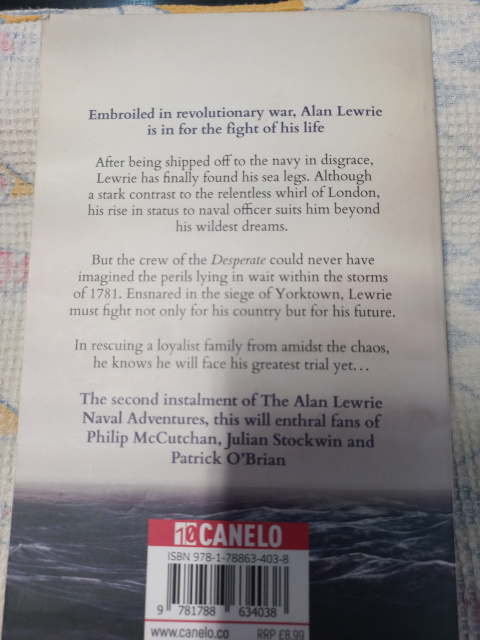 Embroiled in revolutionary war, Alan Lewrie
is in for the fight of his life
After being shipped off to the navy in disgrace,
Lewrie has finally found his sea legs. Although
a stark contrast to the relentless whirl of London,
his rise in status to naval officer suits him beyond
his wildest dreams.
But the crew of the Desperate could never have
imagined the perils lying in wait within the storms
of 1781. Ensnared in the siege of Yorktown, Lewrie
must fight not only for his country but for his future.
In rescuing a loyalist family from amidst the chaos,
he knows he will face his greatest trial yet…
The second instalment of The Alan Lewrie
Naval Adventures, this will enthral fans of
Philip McCutchan, Julian Stockwin and
Patrick O'Brian
10 CANELO
ISBN 978-1-78863-403-8
9 781788 634038
www.canelo.co RRP £8.99